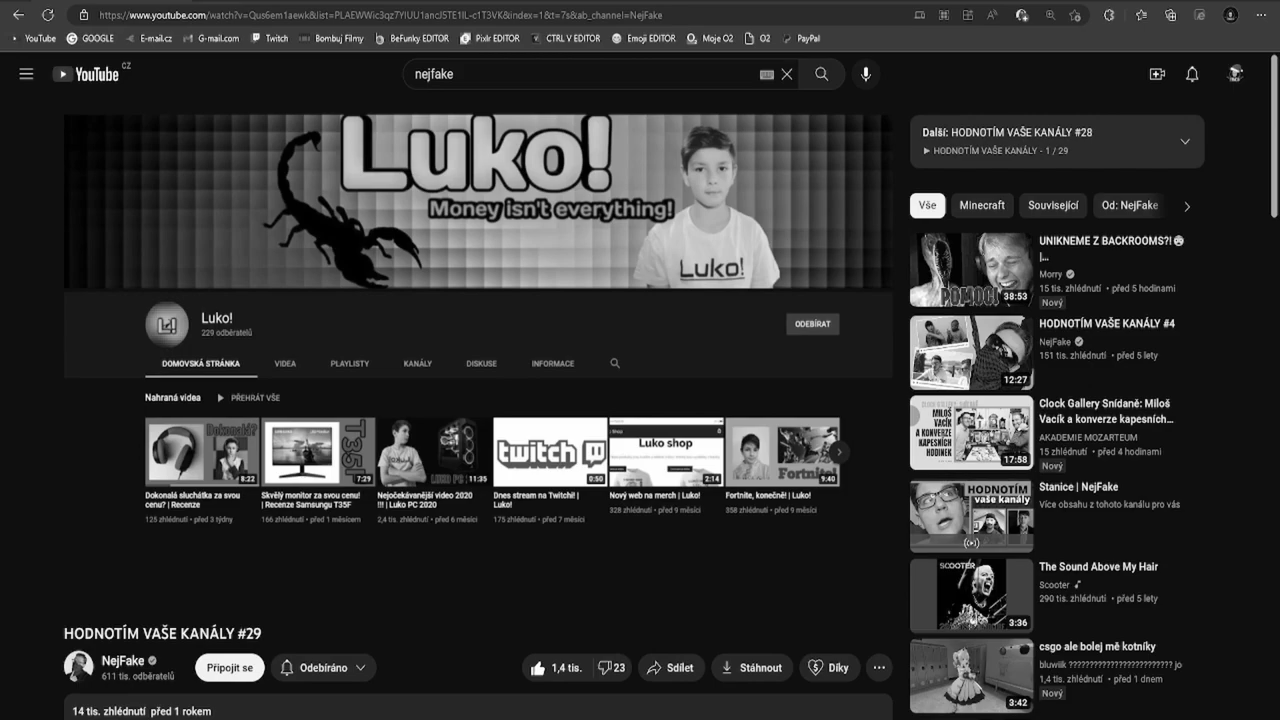 https://www.youtube.com/watch?v=Qus6em1aewk&list=PLAEWWic3qz7YIUU1ancJ5TE1IL-c1T3VK&index=1&t=7s&ab_channel=NejFake
YouTube GOOGLE E-mail.cz G-mail.com Twitch Bombuj Filmy BeFunky EDITOR Pixlr EDITOR CTRL V EDITOR Emoji EDITOR Moje O2 O2 PayPal
YouTube CZ
nejfake
Luko!
Money isn't everything!
Luko!
Luko!
229 odběratelů
ODEBÍRAT
DOMOVSKÁ STRÁNKA VIDEA PLAYLISTY KANÁLY DISKUSE INFORMACE
Nahraná videa PŘEHRÁT VŠE
Dokonalá?
8:22
T35F
7:29
LUKO PC
11:35
twitch
0:50
Luko shop
2:14
Fortnite
9:40
Dokonalá sluchátka za svou
cenu? | Recenze
125 zhlédnutí • před 3 týdny
Skvělý monitor za svou cenu!
| Recenze Samsungu T35F
166 zhlédnutí • před 1 měsícem
Nejočekávanější video 2020
!!! | Luko PC 2020
2,4 tis. zhlédnutí • před 6 měsíci
Dnes stream na Twitchi! |
Luko!
175 zhlédnutí • před 7 měsíci
Nový web na merch | Luko!
328 zhlédnutí • před 9 měsíci
Fortnite, konečně! | Luko!
358 zhlédnutí • před 9 měsíci
HODNOTÍM VAŠE KANÁLY #29
NejFake
611 tis. odběratelů
Připojit se
Odebíráno
1,4 tis.
23
Sdílet
Stáhnout
Díky
14 tis. zhlédnutí před 1 rokem
Další: HODNOTÍM VAŠE KANÁLY #28
HODNOTÍM VAŠE KANÁLY - 1 / 29
Vše Minecraft Související Od: NejFake
POMOC!
38:53
UNIKNEME Z BACKROOMS?!
|...
Morry
15 tis. zhlédnutí • před 5 hodinami
Nový
12:27
HODNOTÍM VAŠE KANÁLY #4
NejFake
151 tis. zhlédnutí • před 5 lety
MILOŠ
VACÍK
A KONVERZE
KAPESNÍCH
HODINEK
17:58
Clock Gallery Snídaně: Miloš
Vacík a konverze kapesních…
AKADEMIE MOZARTEUM
15 zhlédnutí • před 4 hodinami
Nový
HODNOTÍM
vaše kanály
Stanice | NejFake
Více obsahu z tohoto kanálu pro vás
SCOOTER
3:36
The Sound Above My Hair
Scooter
290 tis. zhlédnutí • před 5 lety
3:42
csgo ale bolej mě kotníky
bluwiik ????????????????????????? jo
1,4 tis. zhlédnutí • před 1 dnem
Nový